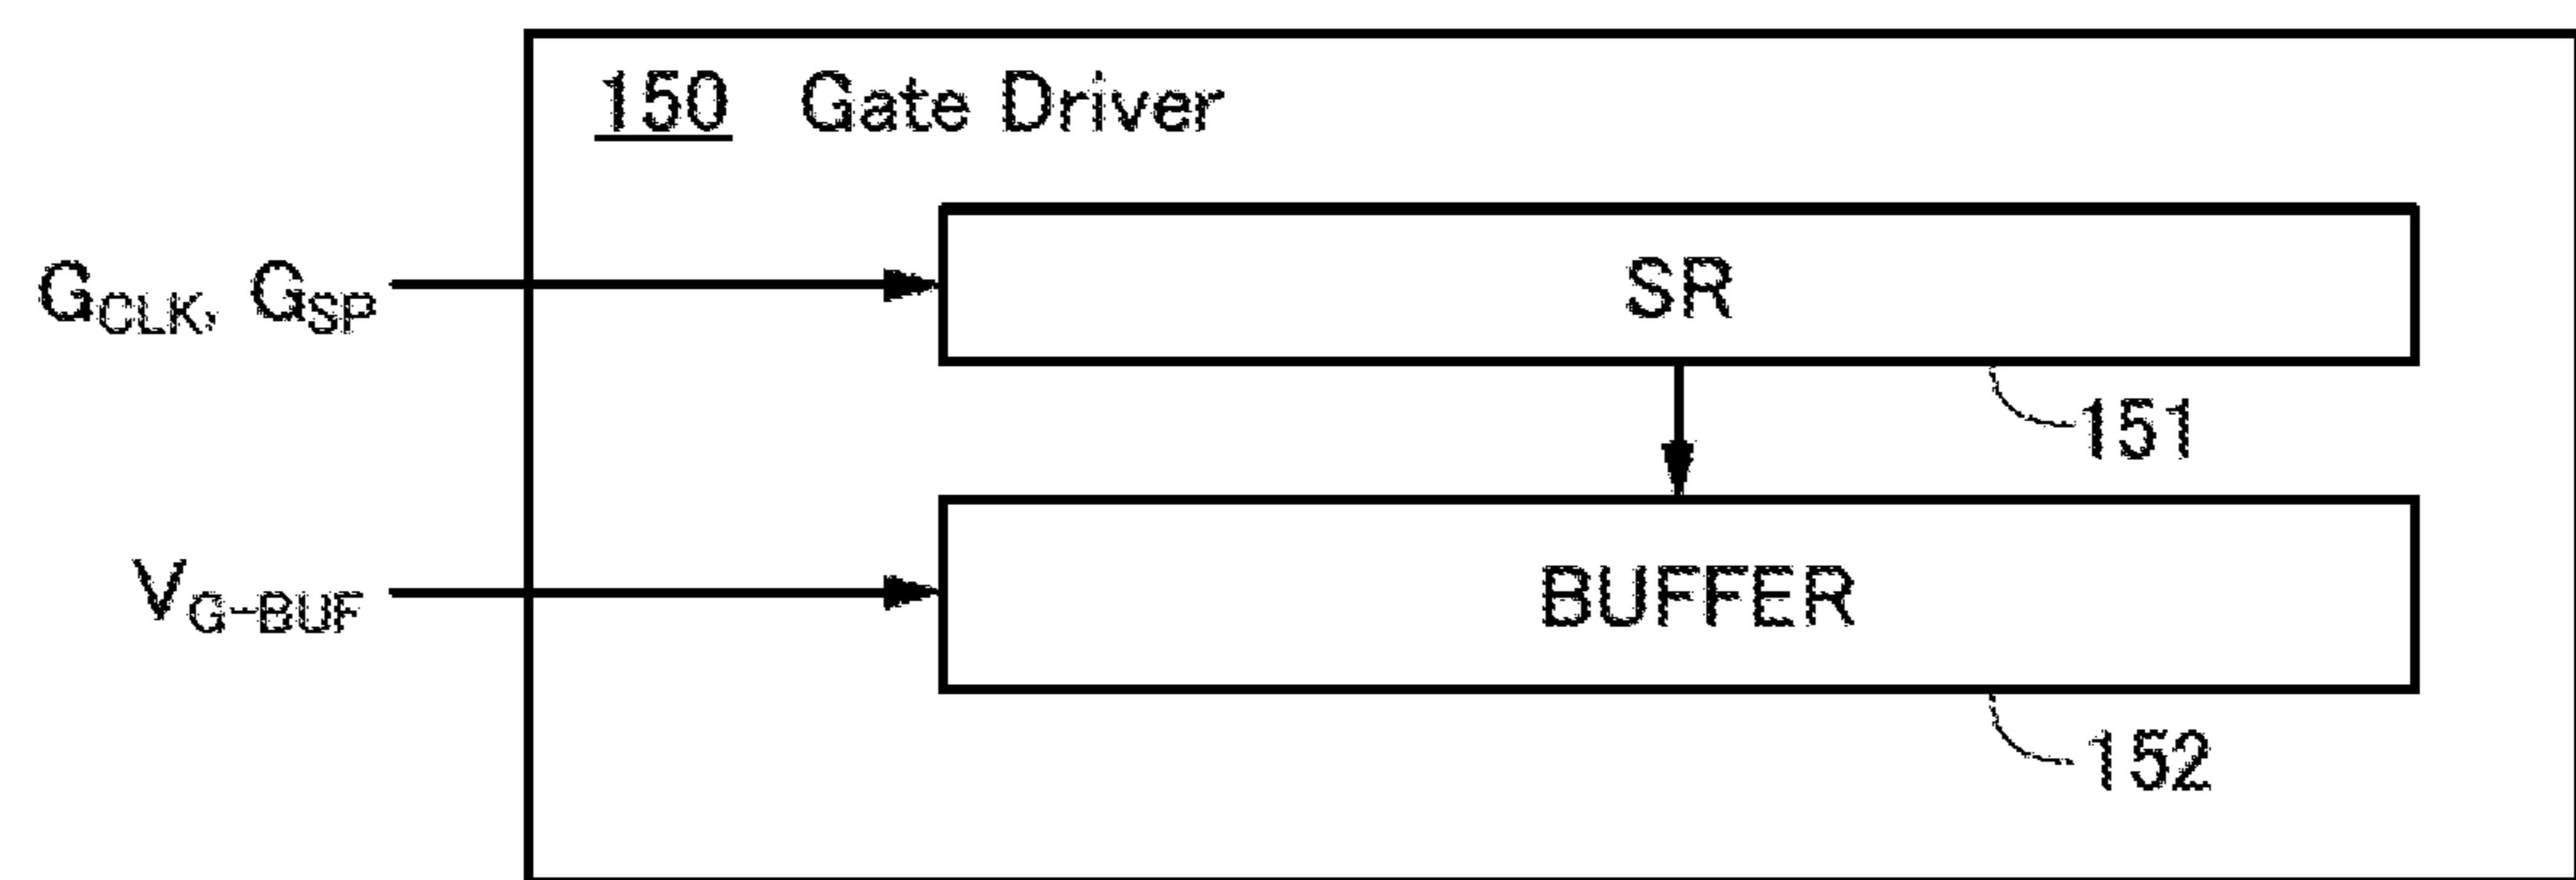 150 Gate Driver
GCLK, GSP
SR
151
VG-BUF
BUFFER
152